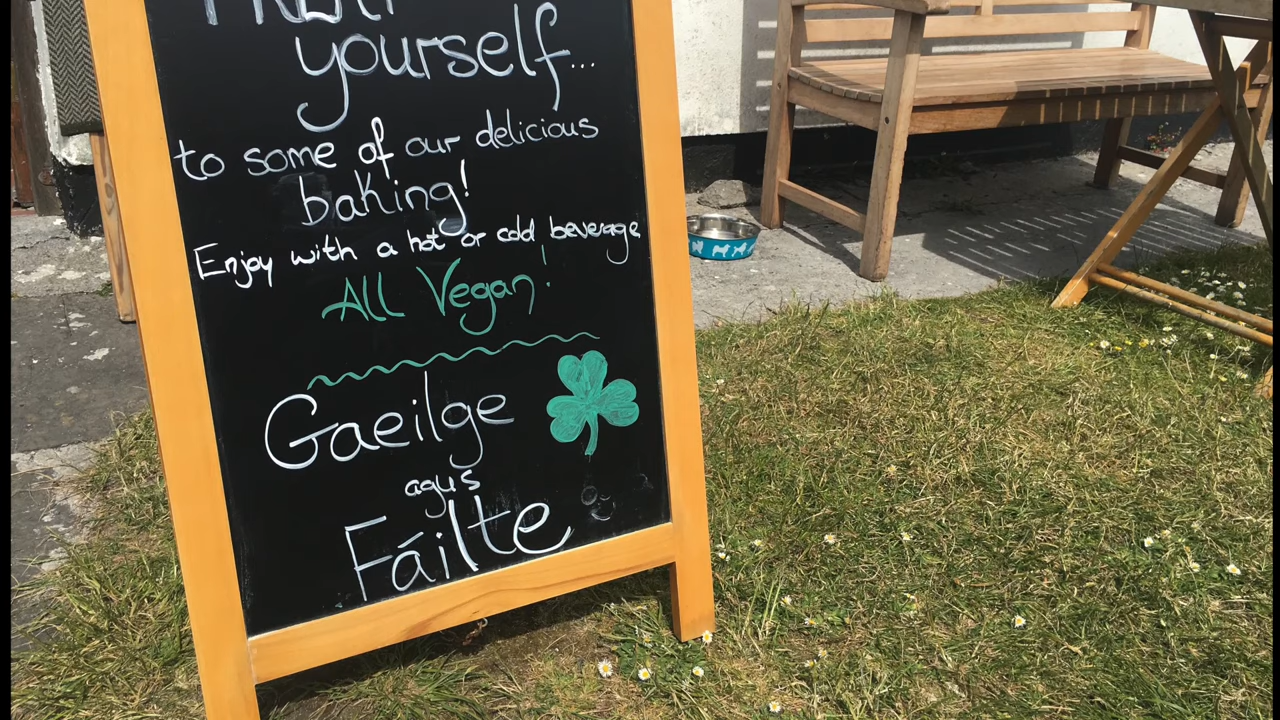 yourself...
to some of our delicious
baking!
Enjoy with a hot or cold beverage
All Vegan!
Gaeilge
agus
Fáilte